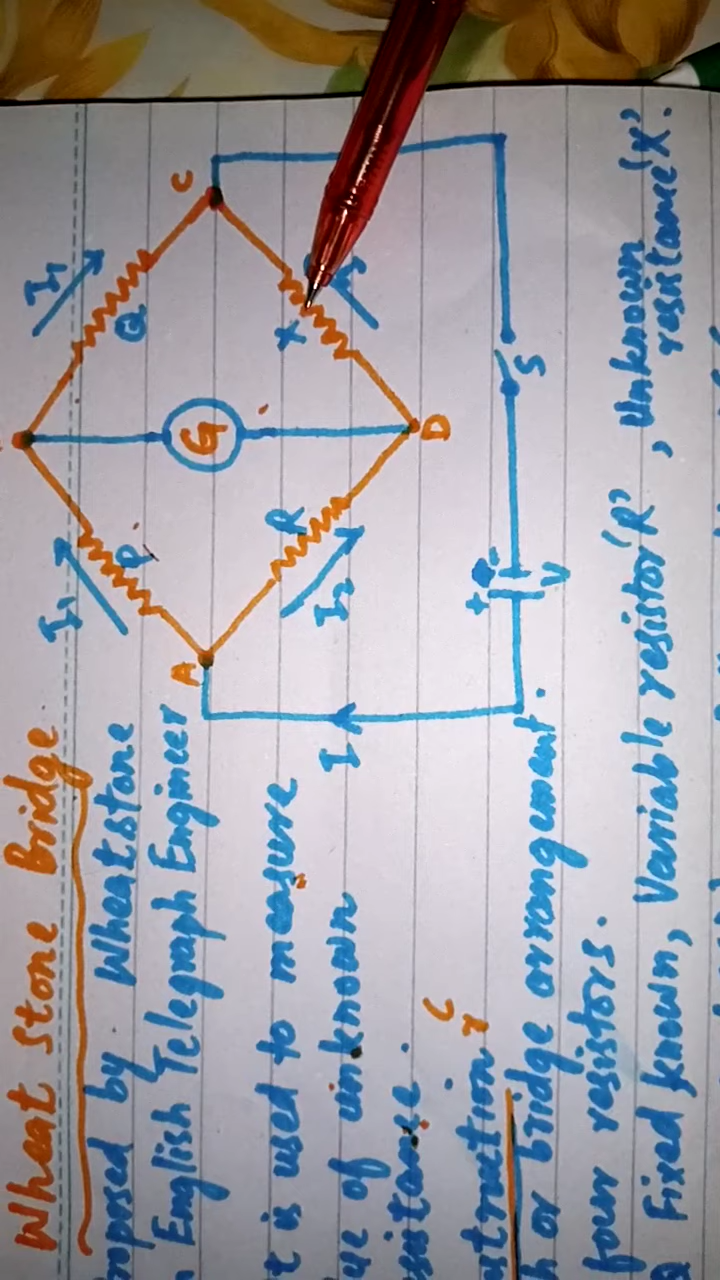 Wheat Stone Bridge
by Wheatstone
English Telegraph Engineer
is used to measure
of unknown
or bridge arrangement.
four resistors.
Fixed known, Variable resistor 'R', Unknown
resistance 'X'.
I1
Q
C
X
G
D
I1
P
R
I2
A
I
+
-
V
S